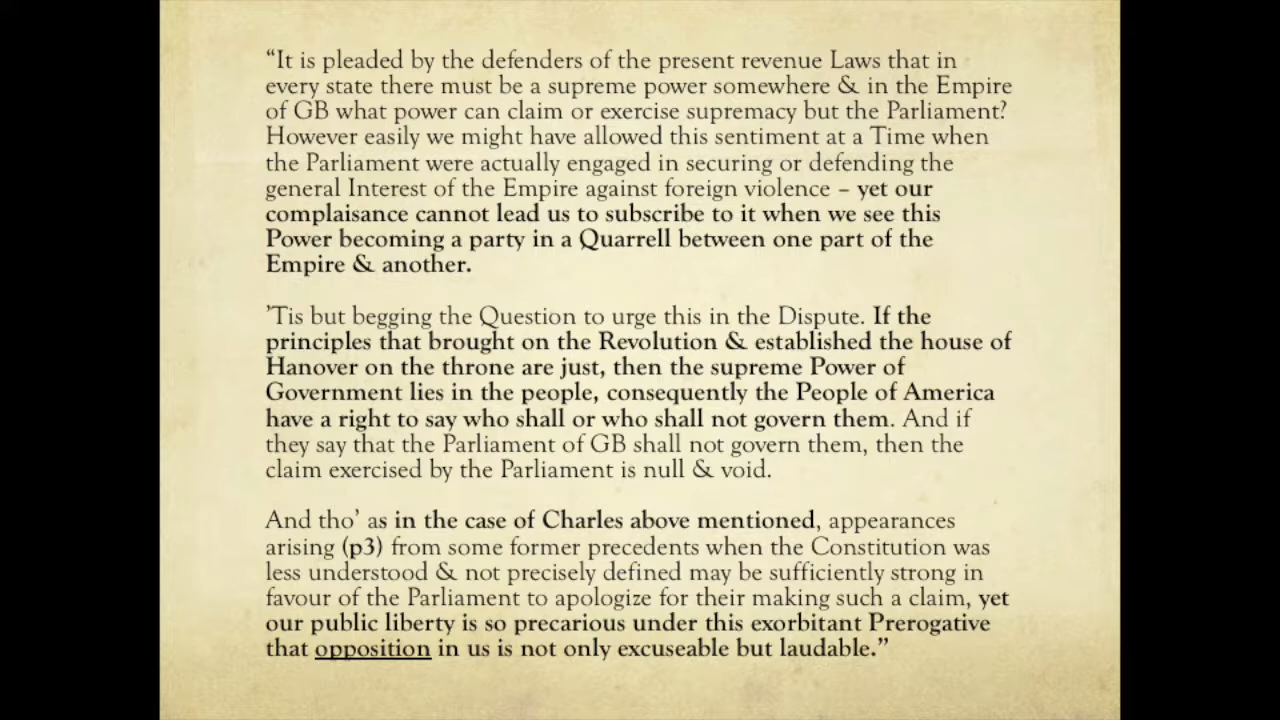 “It is pleaded by the defenders of the present revenue Laws that in
every state there must be a supreme power somewhere & in the Empire
of GB what power can claim or exercise supremacy but the Parliament?
However easily we might have allowed this sentiment at a Time when
the Parliament were actually engaged in securing or defending the
general Interest of the Empire against foreign violence – yet our
complaisance cannot lead us to subscribe to it when we see this
Power becoming a party in a Quarrell between one part of the
Empire & another.
’Tis but begging the Question to urge this in the Dispute. If the
principles that brought on the Revolution & established the house of
Hanover on the throne are just, then the supreme Power of
Government lies in the people, consequently the People of America
have a right to say who shall or who shall not govern them. And if
they say that the Parliament of GB shall not govern them, then the
claim exercised by the Parliament is null & void.
And tho’ as in the case of Charles above mentioned, appearances
arising (p3) from some former precedents when the Constitution was
less understood & not precisely defined may be sufficiently strong in
favour of the Parliament to apologize for their making such a claim, yet
our public liberty is so precarious under this exorbitant Prerogative
that opposition in us is not only excuseable but laudable.”